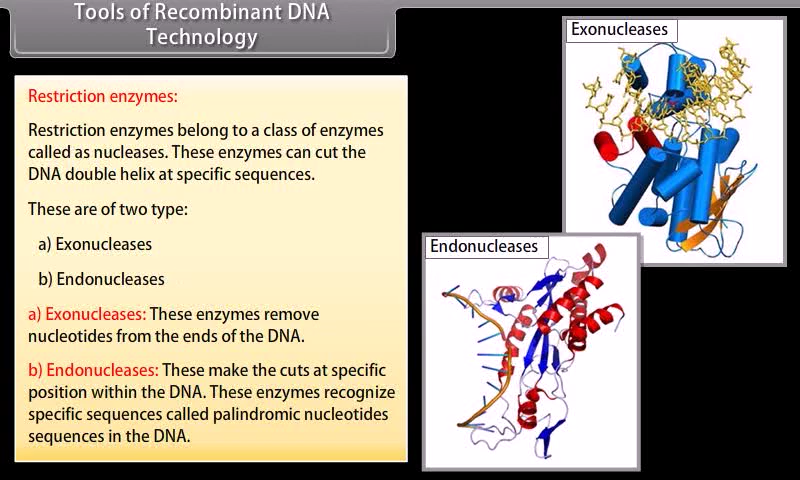 Tools of Recombinant DNA
Technology
Exonucleases
Restriction enzymes:
Restriction enzymes belong to a class of enzymes
called as nucleases. These enzymes can cut the
DNA double helix at specific sequences.
These are of two type:
a) Exonucleases
b) Endonucleases
a) Exonucleases: These enzymes remove
nucleotides from the ends of the DNA.
b) Endonucleases: These make the cuts at specific
position within the DNA. These enzymes recognize
specific sequences called palindromic nucleotides
sequences in the DNA.
Endonucleases